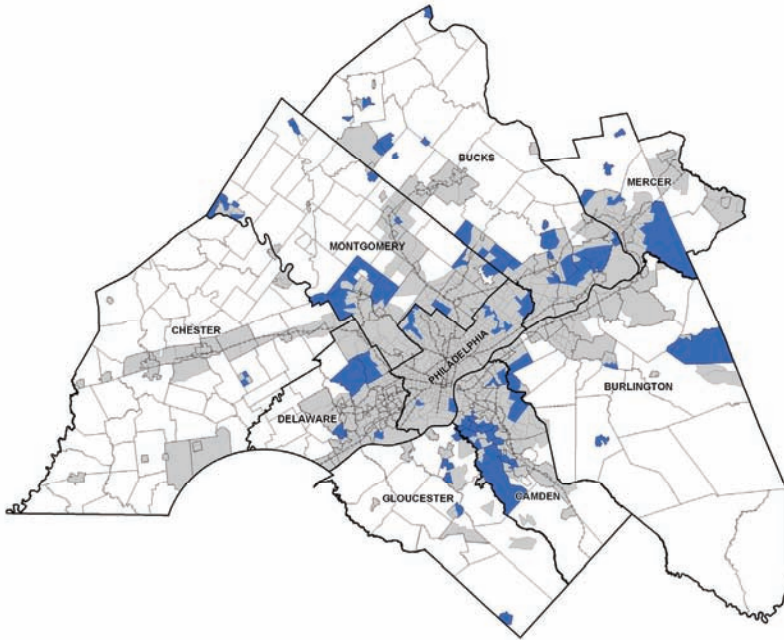 BUCKS
MERCER
MONTGOMERY
CHESTER
PHILADELPHIA
BURLINGTON
DELAWARE
GLOUCESTER
CAMDEN